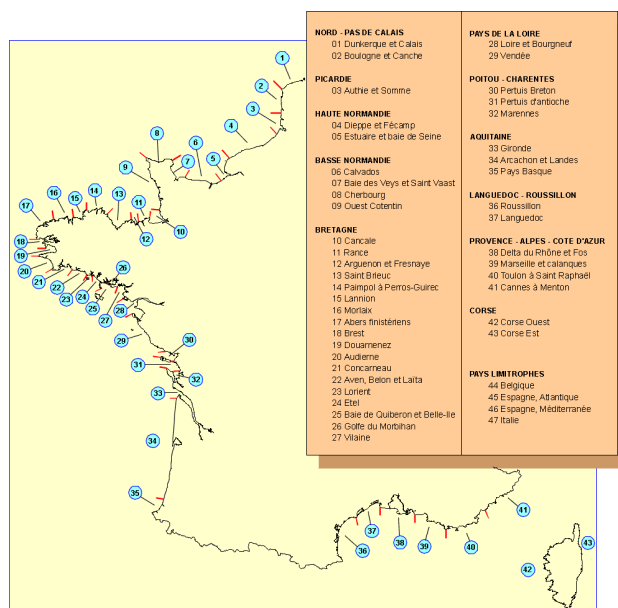 NORD - PAS DE CALAIS
01 Dunkerque et Calais
02 Boulogne et Canche
PICARDIE
03 Authie et Somme
HAUTE NORMANDIE
04 Dieppe et Fécamp
05 Estuaire et baie de Seine
BASSE NORMANDIE
06 Calvados
07 Baie des Veys et Saint Vaast
08 Cherbourg
09 Ouest Cotentin
BRETAGNE
10 Cancale
11 Rance
12 Arguenon et Fresnaye
13 Saint Brieuc
14 Paimpol à Perros-Guirec
15 Lannion
16 Morlaix
17 Abers finistériens
18 Brest
19 Douarnenez
20 Audierne
21 Concarneau
22 Aven, Belon et Laïta
23 Lorient
24 Etel
25 Baie de Quiberon et Belle-Ile
26 Golfe du Morbihan
27 Vilaine
PAYS DE LA LOIRE
28 Loire et Bourgneuf
29 Vendée
POITOU - CHARENTES
30 Pertuis Breton
31 Pertuis d'antioche
32 Marennes
AQUITAINE
33 Gironde
34 Arcachon et Landes
35 Pays Basque
LANGUEDOC - ROUSSILLON
36 Roussillon
37 Languedoc
PROVENCE - ALPES - COTE D'AZUR
38 Delta du Rhône et Fos
39 Marseille et calanques
40 Toulon à Saint Raphaël
41 Cannes à Menton
CORSE
42 Corse Ouest
43 Corse Est
PAYS LIMITROPHES
44 Belgique
45 Espagne, Atlantique
46 Espagne, Méditerranée
47 Italie
1
2
3
4
5
6
7
8
9
10
11
12
13
14
15
16
17
18
19
20
21
22
23
24
25
26
27
28
29
30
31
32
33
34
35
36
37
38
39
40
41
42
43